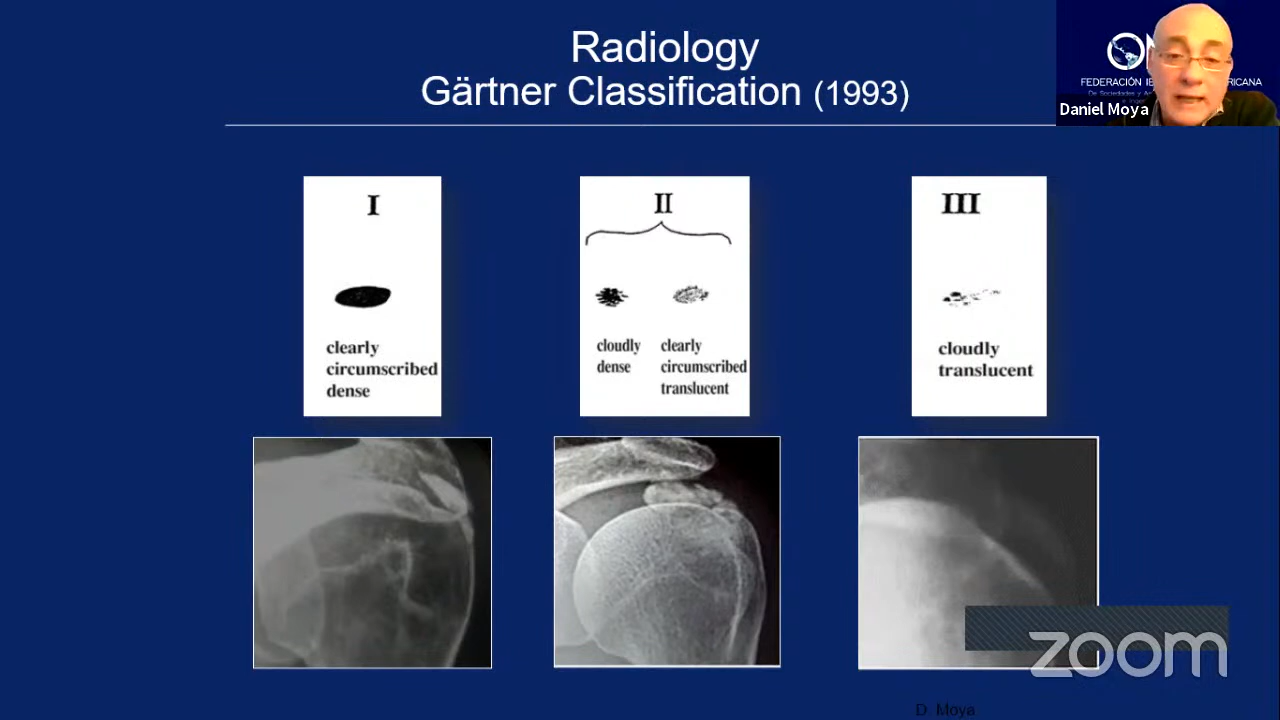 Radiology
Gärtner Classification (1993)
FEDERACIÓN
RICANA
Daniel Moya
I
clearly
circumscribed
dense
II
cloudly
dense
clearly
circumscribed
translucent
III
cloudly
translucent
zoom
D. Moya